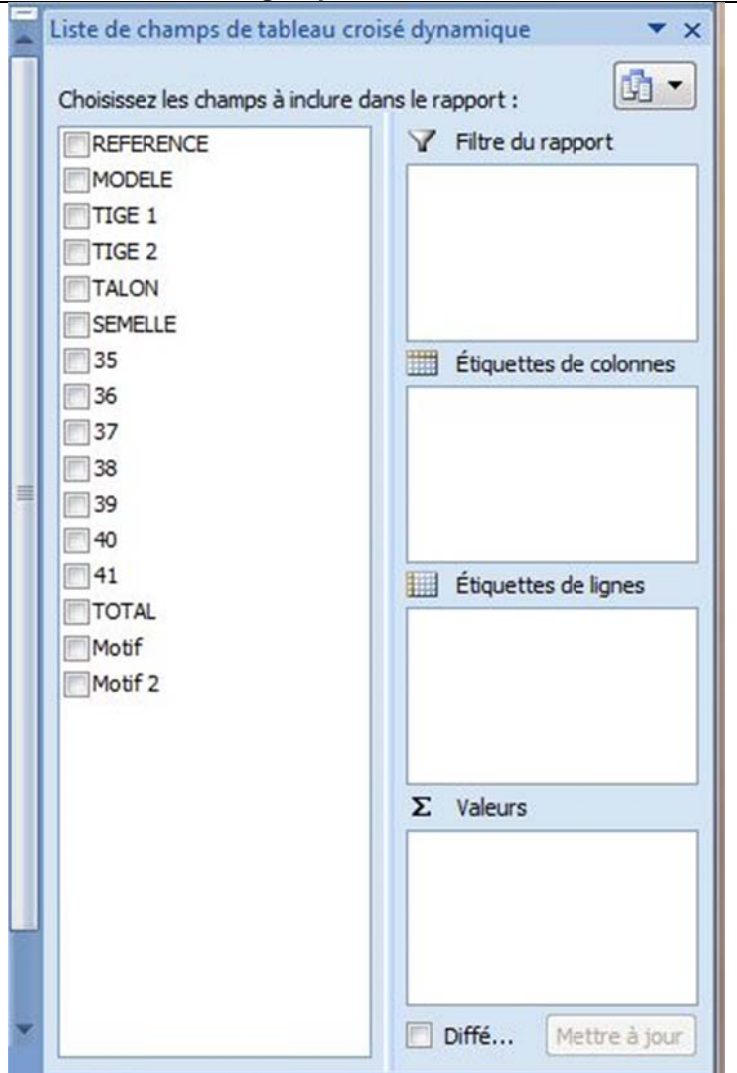 Liste de champs de tableau croisé dynamique
Choisissez les champs à inclure dans le rapport :
REFERENCE
MODELE
TIGE 1
TIGE 2
TALON
SEMELLE
35
36
37
38
39
40
41
TOTAL
Motif
Motif 2
Filtre du rapport
Étiquettes de colonnes
Étiquettes de lignes
Σ Valeurs
Diffé...
Mettre à jour